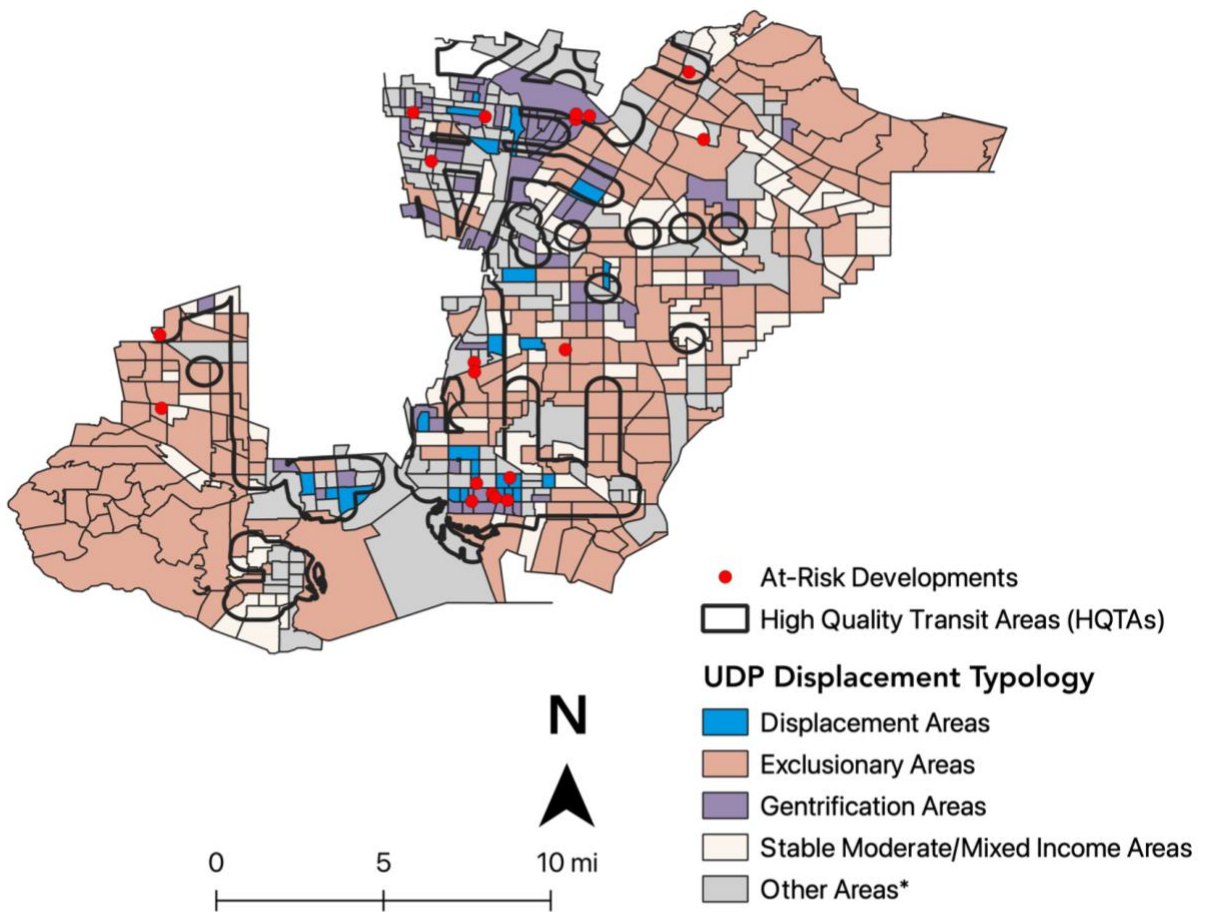 At-Risk Developments
High Quality Transit Areas (HQTAs)
UDP Displacement Typology
Displacement Areas
Exclusionary Areas
Gentrification Areas
Stable Moderate/Mixed Income Areas
Other Areas*
N
0 5 10 mi